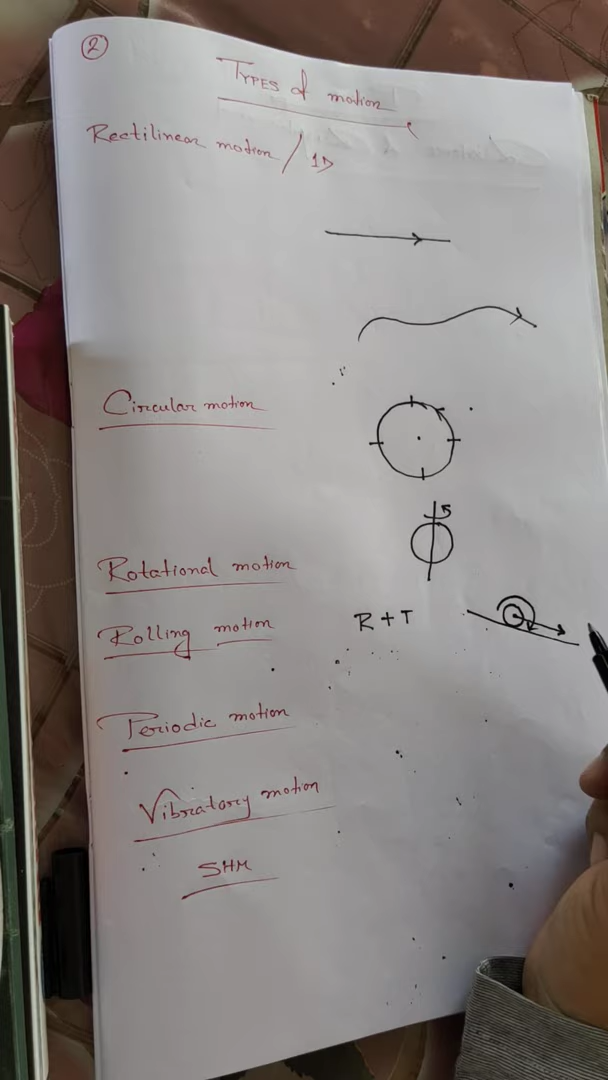 2
TYPES of motion
Rectilinear motion / 1D
Circular motion
Rotational motion
Rolling motion R + T
Periodic motion
Vibratory motion
SHM